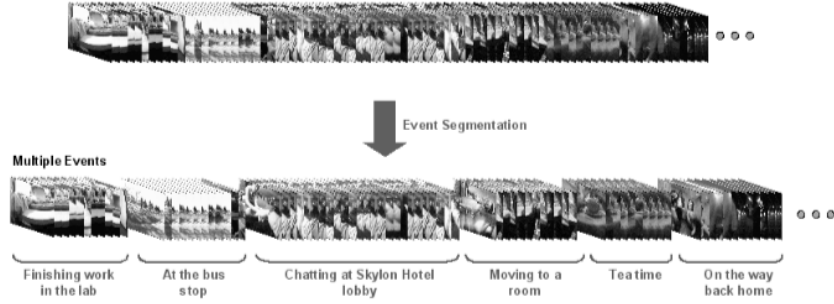 Event Segmentation
Multiple Events
Finishing work
in the lab
At the bus
stop
Chatting at Skylon Hotel
lobby
Moving to a
room
Tea time
On the way
back home